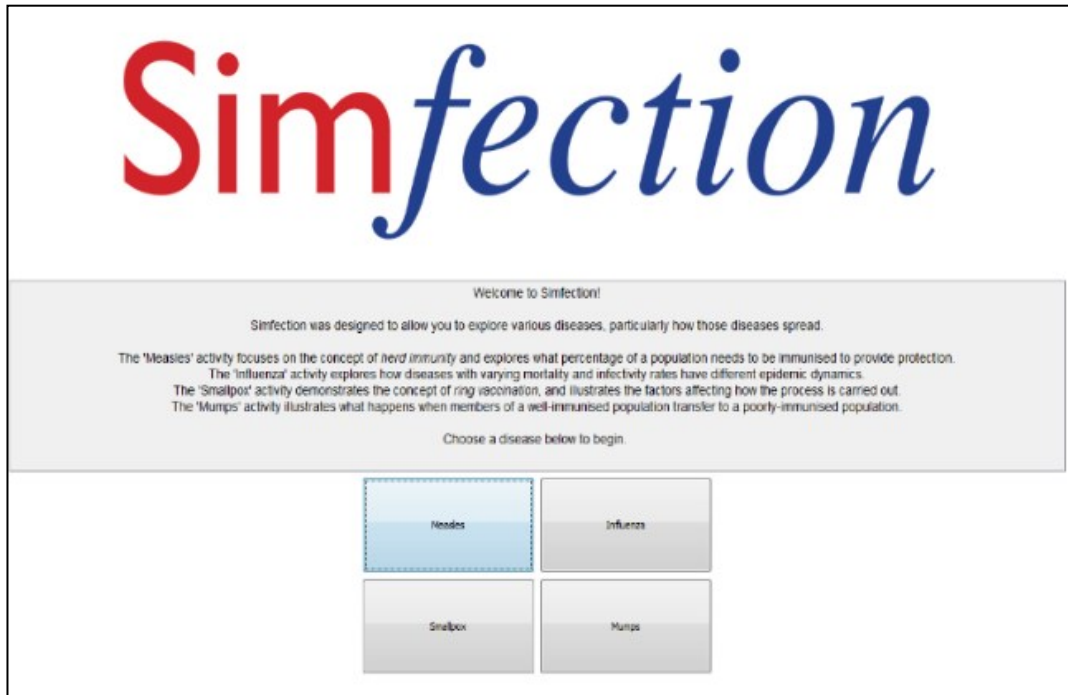 Simfection
Welcome to Simfection!
Simfection was designed to allow you to explore various diseases, particularly how those diseases spread.
The 'Measles' activity focuses on the concept of herd immunity and explores what percentage of a population needs to be immunised to provide protection.
The 'Influenza' activity explores how diseases with varying mortality and infectivity rates have different epidemic dynamics.
The 'Smallpox' activity demonstrates the concept of ring vaccination, and illustrates the factors affecting how the process is carried out.
The 'Mumps' activity illustrates what happens when members of a well-immunised population transfer to a poorly-immunised population.
Choose a disease below to begin.
Measles
Influenza
Smallpox
Mumps